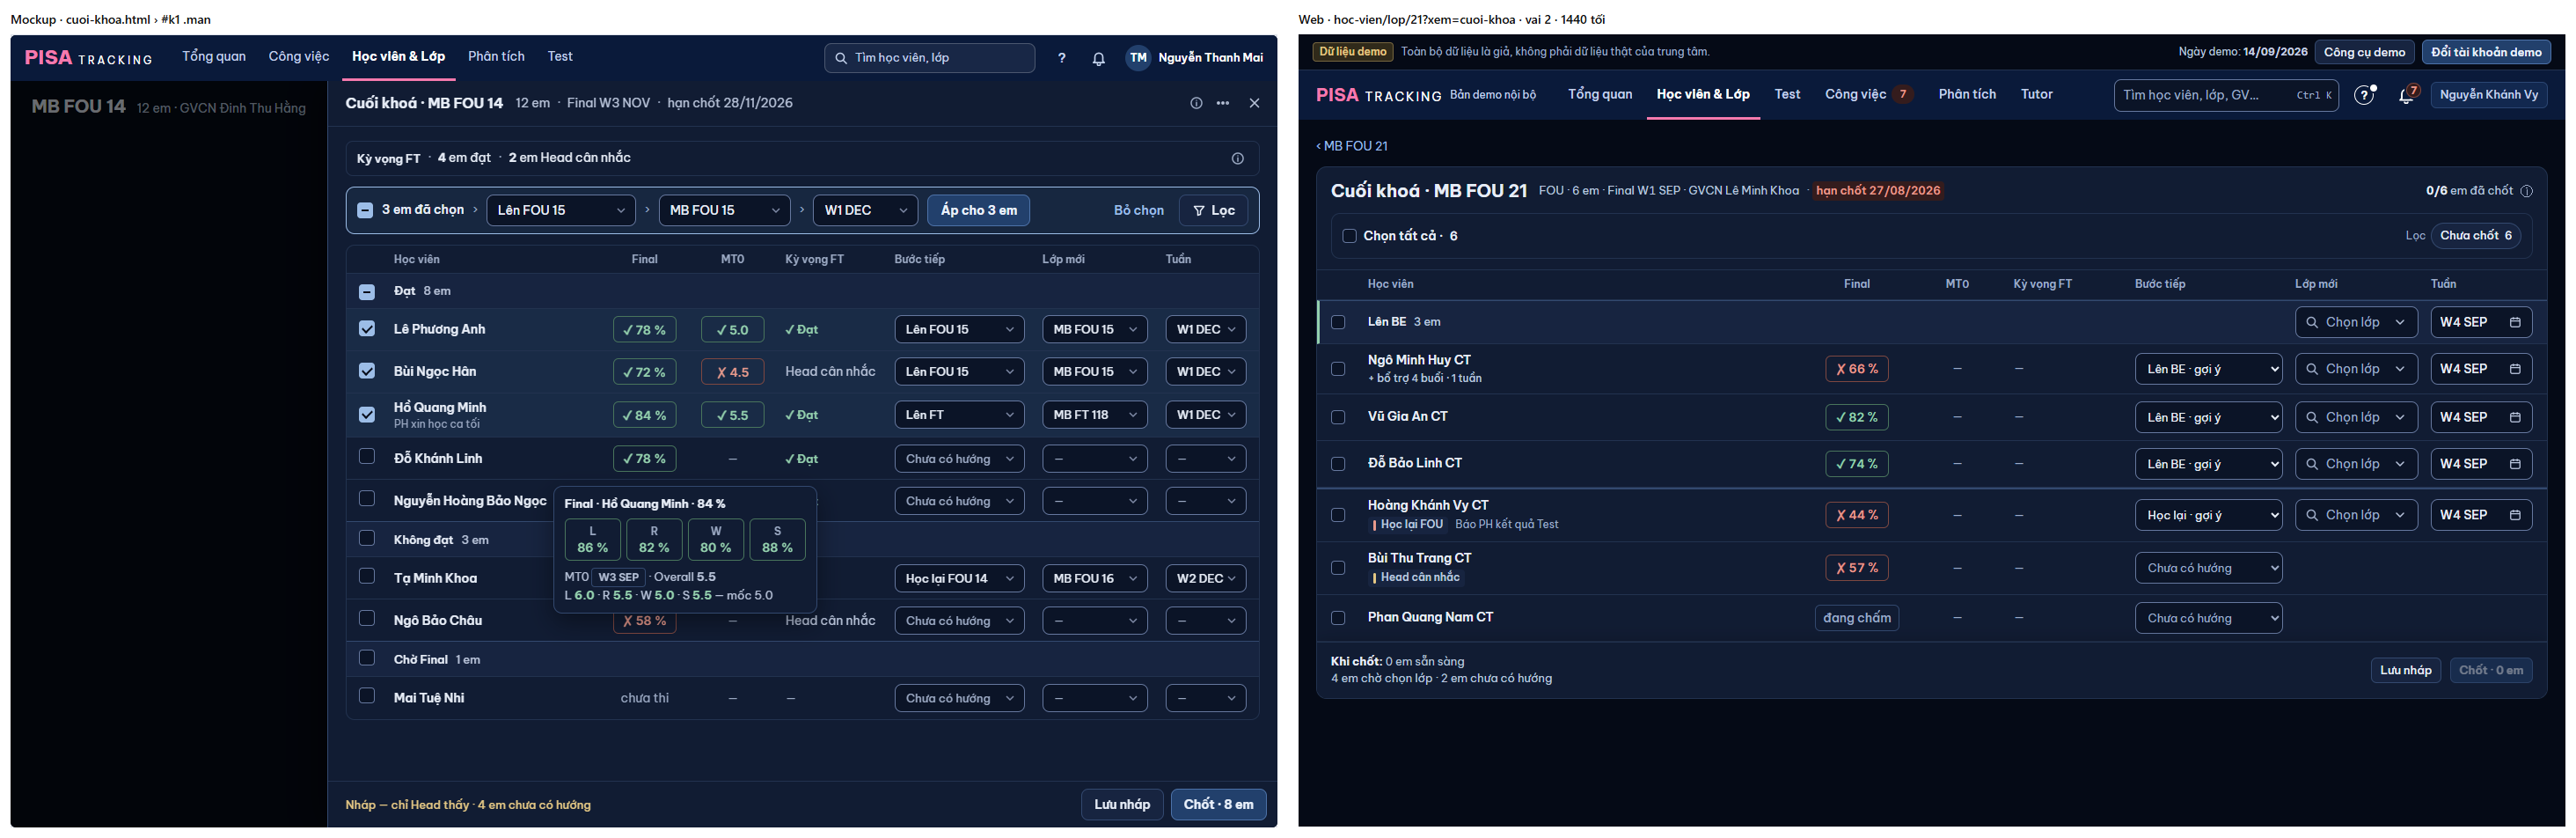 Mockup · cuoi-khoa.html › #k1 .man
PISA TRACKING Tổng quan Công việc Học viên & Lớp Phân tích Test Tìm học viên, lớp ? TM Nguyễn Thanh Mai
MB FOU 14 12 em · GVCN Đinh Thu Hằng
Cuối khoá · MB FOU 14 12 em · Final W3 NOV · hạn chốt 28/11/2026
Kỳ vọng FT · 4 em đạt · 2 em Head cân nhắc
3 em đã chọn › Lên FOU 15 › MB FOU 15 › W1 DEC Áp cho 3 em Bỏ chọn Lọc
Học viên Final MT0 Kỳ vọng FT Bước tiếp Lớp mới Tuần
Đạt 8 em
Lê Phương Anh ✓ 78 % ✓ 5.0 ✓ Đạt Lên FOU 15 MB FOU 15 W1 DEC
Bùi Ngọc Hân ✓ 72 % ✗ 4.5 Head cân nhắc Lên FOU 15 MB FOU 15 W1 DEC
Hồ Quang Minh ✓ 84 % ✓ 5.5 ✓ Đạt Lên FT MB FT 118 W1 DEC
PH xin học ca tối
Đỗ Khánh Linh ✓ 78 % — ✓ Đạt Chưa có hướng — —
Nguyễn Hoàng Bảo Ngọc Chưa có hướng — —
Final · Hồ Quang Minh · 84 %
L R W S
86 % 82 % 80 % 88 %
MT0 W3 SEP · Overall 5.5
L 6.0 · R 5.5 · W 5.0 · S 5.5 — mốc 5.0
Không đạt 3 em
Tạ Minh Khoa Học lại FOU 14 MB FOU 16 W2 DEC
Ngô Bảo Châu ✗ 58 % — Head cân nhắc Chưa có hướng — —
Chờ Final 1 em
Mai Tuệ Nhi chưa thi — — Chưa có hướng — —
Nháp — chỉ Head thấy · 4 em chưa có hướng Lưu nháp Chốt · 8 em
Web · hoc-vien/lop/21?xem=cuoi-khoa · vai 2 · 1440 tối
Dữ liệu demo Toàn bộ dữ liệu là giả, không phải dữ liệu thật của trung tâm. Ngày demo: 14/09/2026 Công cụ demo Đổi tài khoản demo
PISA TRACKING Bản demo nội bộ Tổng quan Học viên & Lớp Test Công việc 7 Phân tích Tutor Tìm học viên, lớp, GV... Ctrl K ? 7 Nguyễn Khánh Vy
‹ MB FOU 21
Cuối khoá · MB FOU 21 FOU · 6 em · Final W1 SEP · GVCN Lê Minh Khoa · hạn chốt 27/08/2026 0/6 em đã chốt
Chọn tất cả · 6 Lọc Chưa chốt 6
Học viên Final MT0 Kỳ vọng FT Bước tiếp Lớp mới Tuần
Lên BE 3 em Chọn lớp W4 SEP
Ngô Minh Huy CT ✗ 66 % — — Lên BE · gợi ý Chọn lớp W4 SEP
+ bổ trợ 4 buổi · 1 tuần
Vũ Gia An CT ✓ 82 % — — Lên BE · gợi ý Chọn lớp W4 SEP
Đỗ Bảo Linh CT ✓ 74 % — — Lên BE · gợi ý Chọn lớp W4 SEP
Hoàng Khánh Vy CT ✗ 44 % — — Học lại · gợi ý Chọn lớp W4 SEP
Học lại FOU Báo PH kết quả Test
Bùi Thu Trang CT ✗ 57 % — — Chưa có hướng
Head cân nhắc
Phan Quang Nam CT đang chấm — — Chưa có hướng
Khi chốt: 0 em sẵn sàng
4 em chờ chọn lớp · 2 em chưa có hướng Lưu nháp Chốt · 0 em